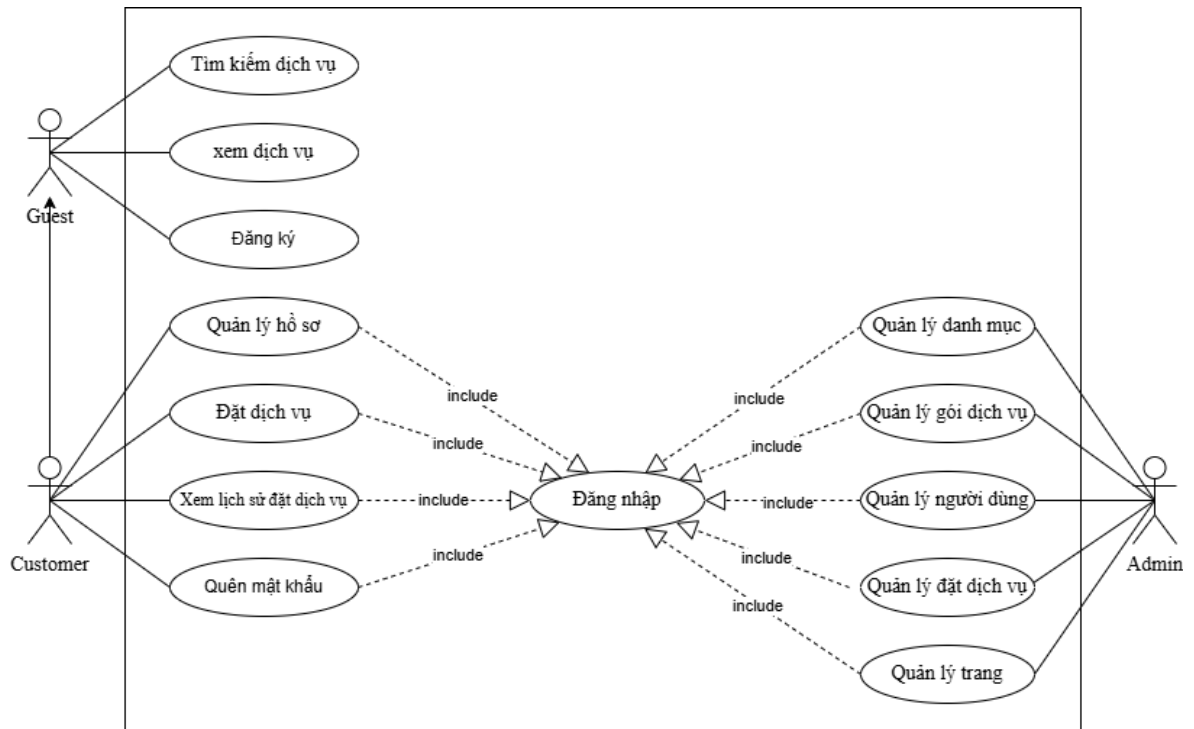 Tìm kiếm dịch vụ
xem dịch vụ
Guest
Đăng ký
Quản lý hồ sơ
Quản lý danh mục
include
include
Đặt dịch vụ
Quản lý gói dịch vụ
include
include
Xem lịch sử đặt dịch vụ
include
Đăng nhập
include
Quản lý người dùng
Customer
Admin
include
include
Quên mật khẩu
Quản lý đặt dịch vụ
include
Quản lý trang